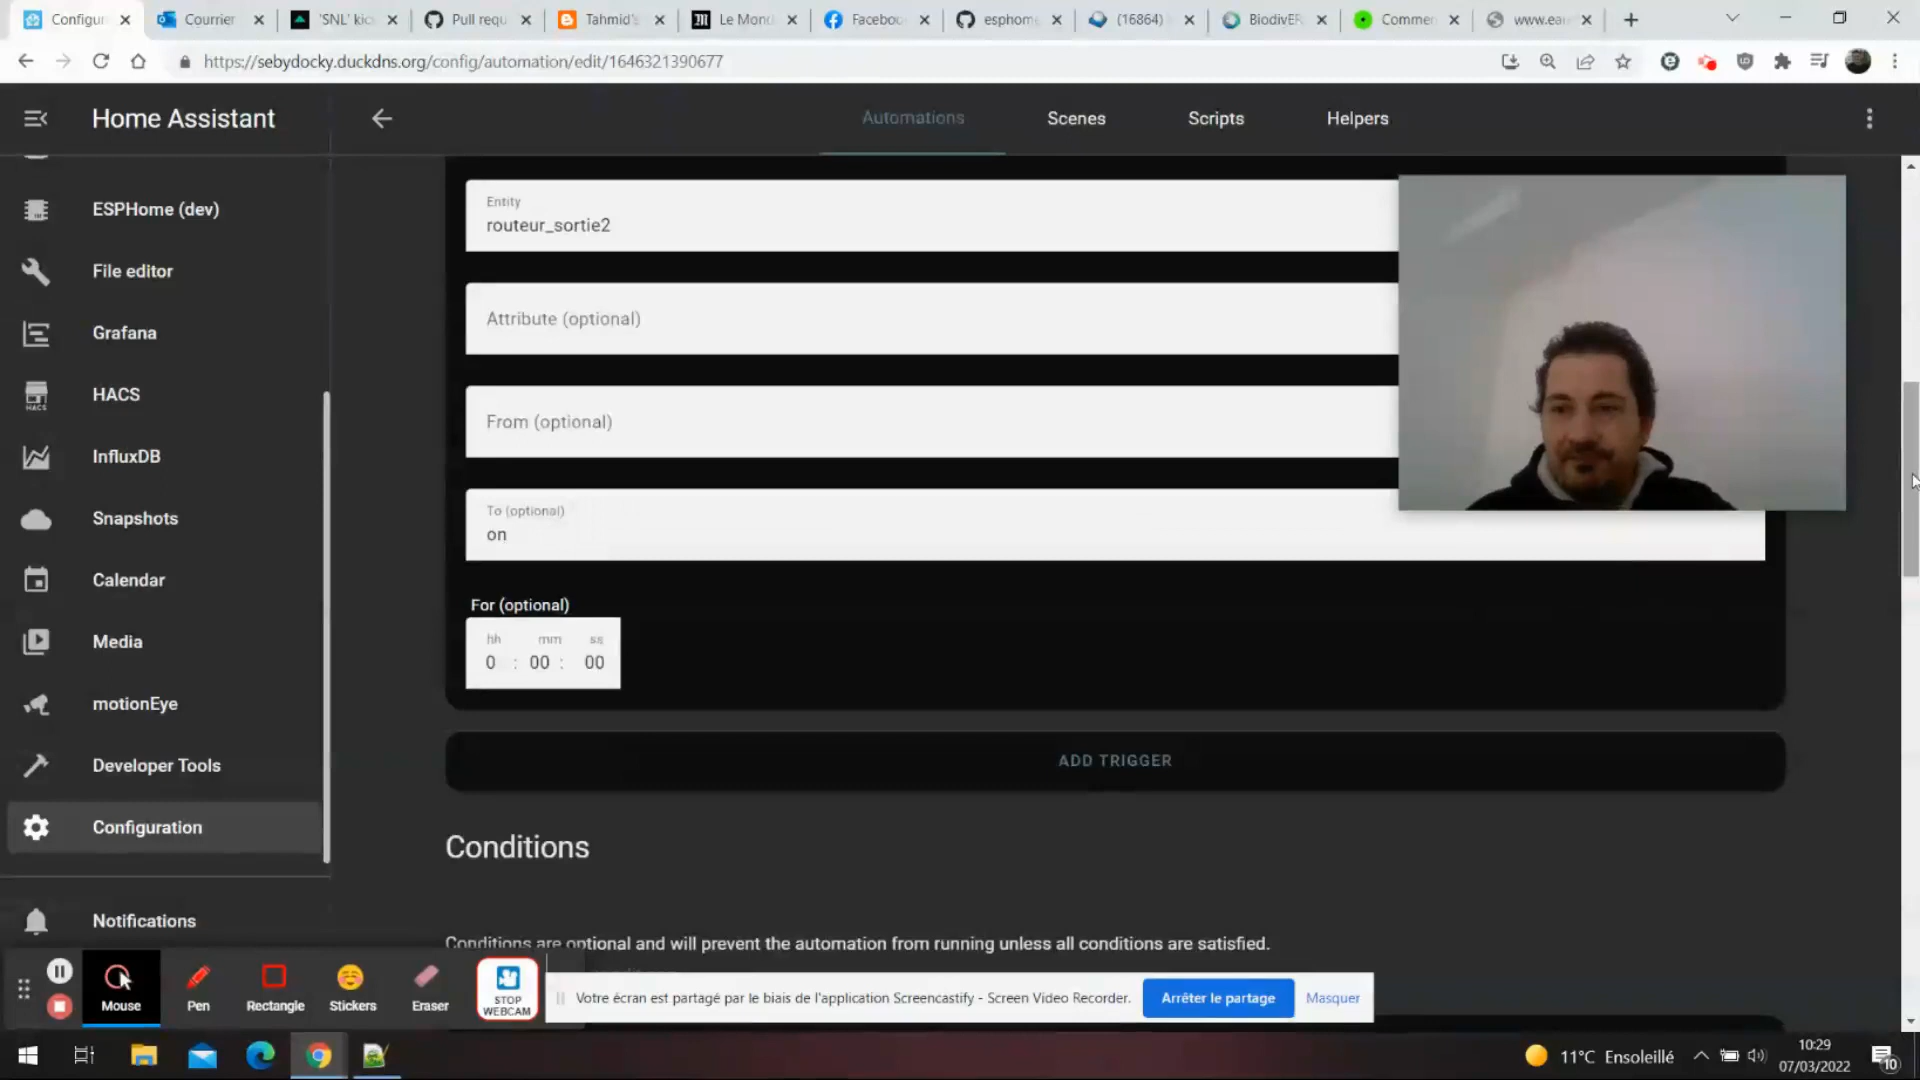 Configur
Courrier
'SNL' kic
Pull requ
Tahmid's
Le Mond
Faceboo
esphome
(16864)
BiodivER
Commen
www.eau
https://sebydocky.duckdns.org/config/automation/edit/1646321390677
Home Assistant
Automations
Scenes
Scripts
Helpers
ESPHome (dev)
File editor
Grafana
HACS
InfluxDB
Snapshots
Calendar
Media
motionEye
Developer Tools
Configuration
Notifications
Entity
routeur_sortie2
Attribute (optional)
From (optional)
To (optional)
on
For (optional)
hh mm ss
0 : 00 : 00
ADD TRIGGER
Conditions
Conditions are optional and will prevent the automation from running unless all conditions are satisfied.
Mouse
Pen
Rectangle
Stickers
Eraser
STOP
WEBCAM
Votre écran est partagé par le biais de l'application Screencastify - Screen Video Recorder.
Arrêter le partage
Masquer
11°C Ensoleillé
10:29
07/03/2022
10